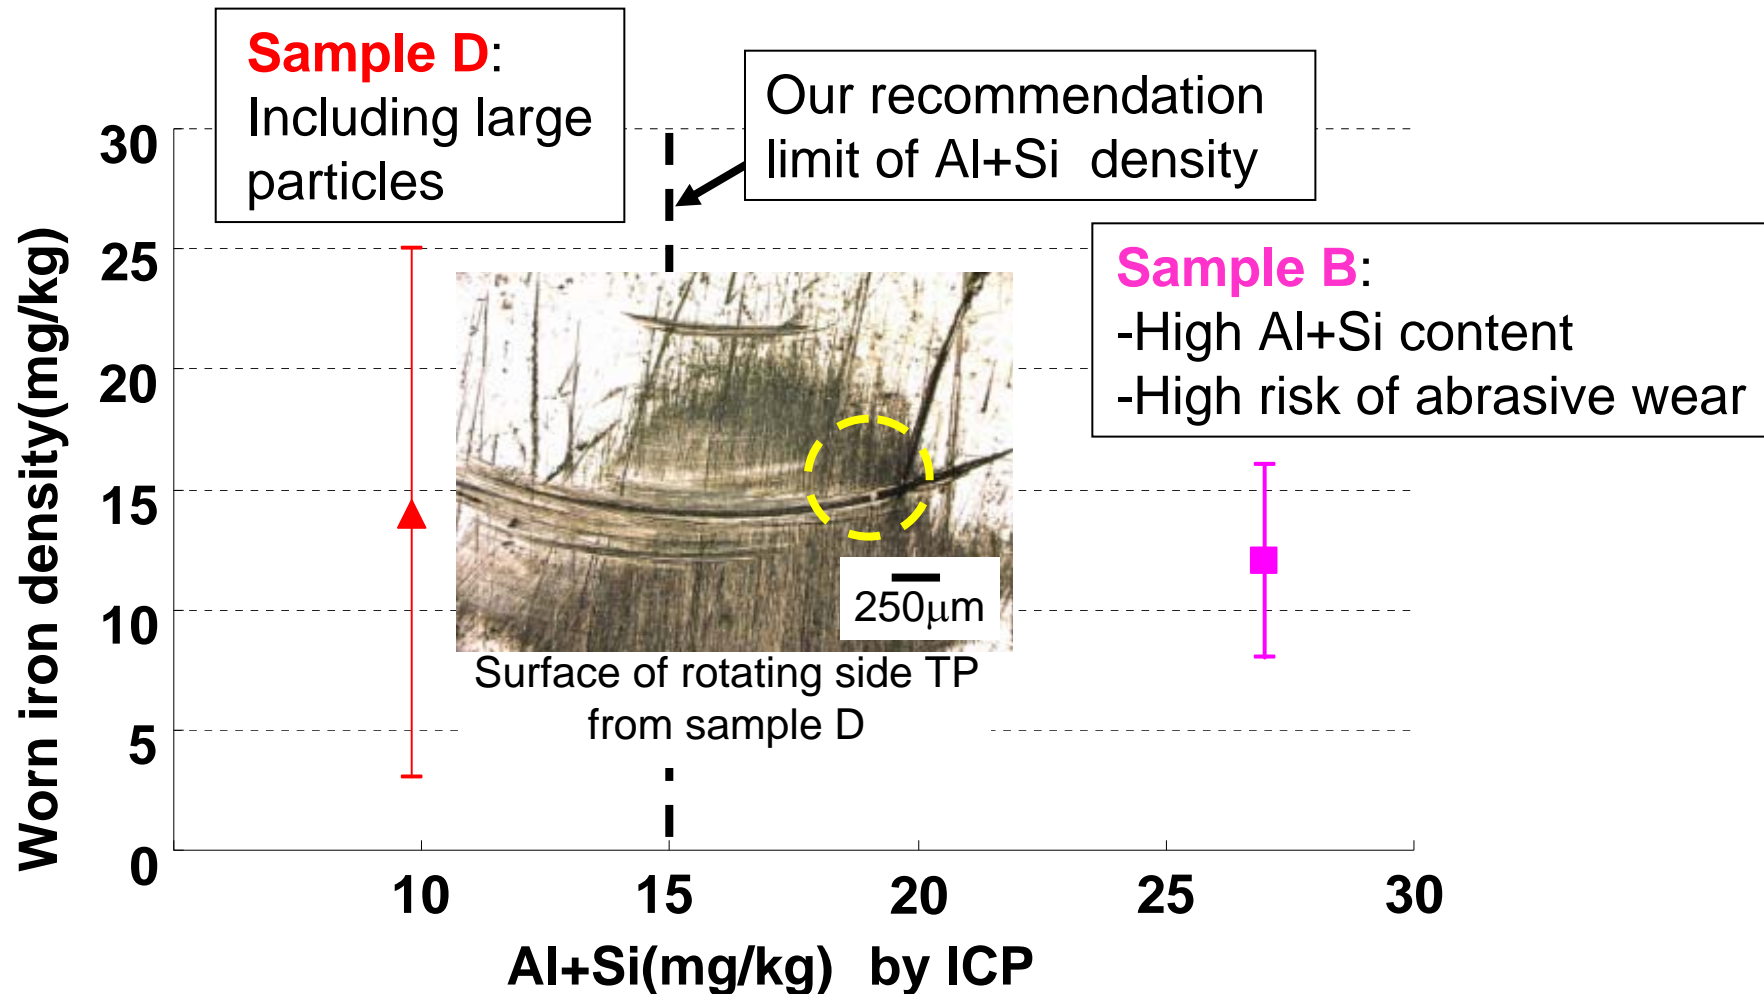 Sample D:
Including large
particles
Our recommendation
limit of Al+Si density
Sample B:
-High Al+Si content
-High risk of abrasive wear
Worn iron density(mg/kg)
30
25
20
15
10
5
0
250μm
Surface of rotating side TP
from sample D
10 15 20 25 30
Al+Si(mg/kg) by ICP